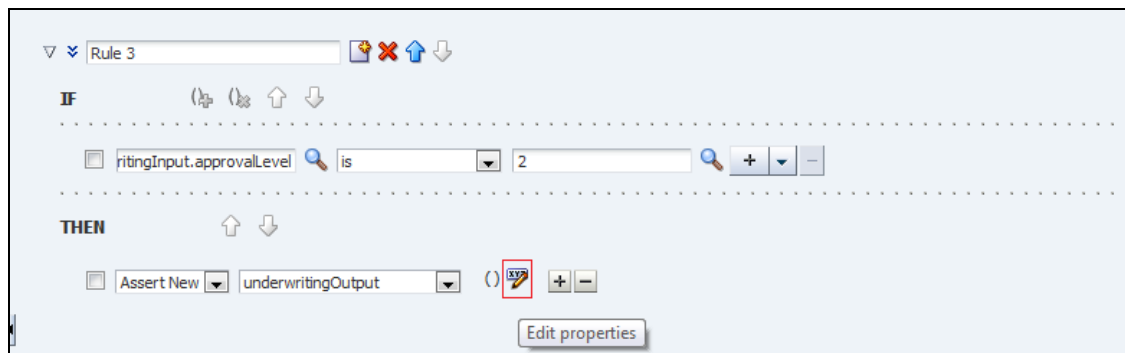 Rule 3
IF
ritingInput.approvalLevel is 2
THEN
Assert New underwritingOutput ()
Edit properties